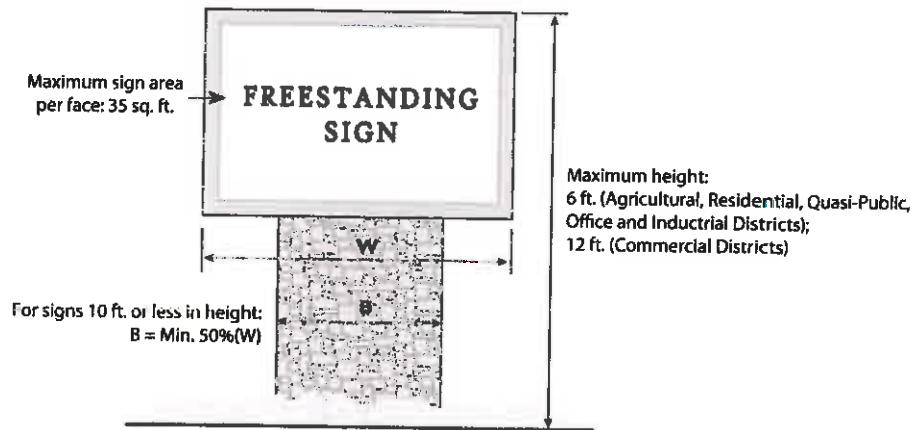 Maximum sign area
per face: 35 sq. ft.
FREESTANDING
SIGN
Maximum height:
6 ft. (Agricultural, Residential, Quasi-Public,
Office and Inductrial Districts);
12 ft. (Commercial Districts)
W
For signs 10 ft. or less in height:
B = Min. 50%(W)
B